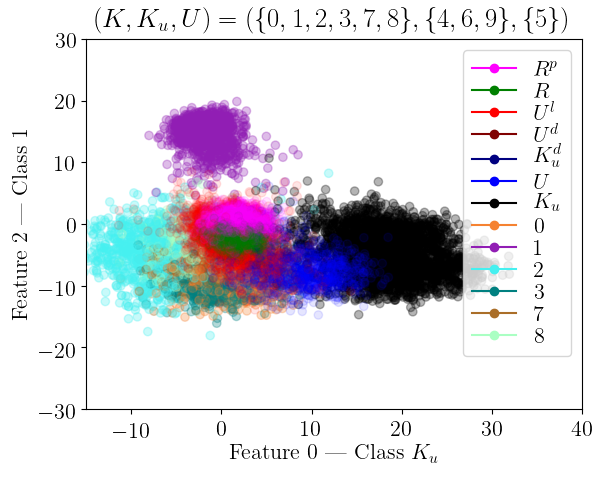 (K, K_u, U) = ({0, 1, 2, 3, 7, 8}, {4, 6, 9}, {5})
30
20
10
0
−10
−20
−30
Feature 2 — Class 1
R^p
R
U^l
U^d
K_u^d
U
K_u
0
1
2
3
7
8
−10
0
10
20
30
40
Feature 0 — Class K_u